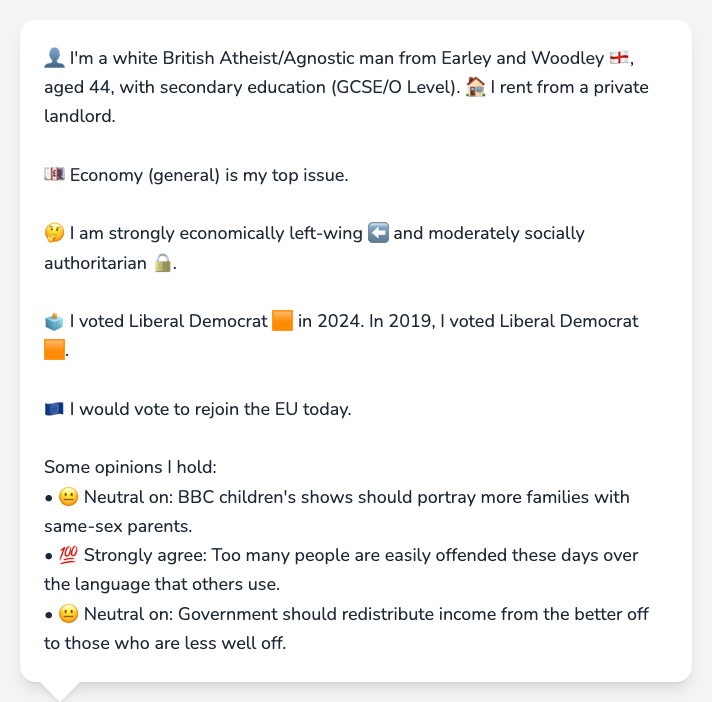 👤 I'm a white British Atheist/Agnostic man from Earley and Woodley 🏴󠁧󠁢󠁥󠁮󠁧󠁿,
aged 44, with secondary education (GCSE/O Level). 🏠 I rent from a private
landlord.
💷 Economy (general) is my top issue.
🤔 I am strongly economically left-wing ⬅️ and moderately socially
authoritarian 🔒.
🗳️ I voted Liberal Democrat 🟧 in 2024. In 2019, I voted Liberal Democrat
🟧.
🇪🇺 I would vote to rejoin the EU today.
Some opinions I hold:
• 😐 Neutral on: BBC children's shows should portray more families with
same-sex parents.
• 💯 Strongly agree: Too many people are easily offended these days over
the language that others use.
• 😐 Neutral on: Government should redistribute income from the better off
to those who are less well off.